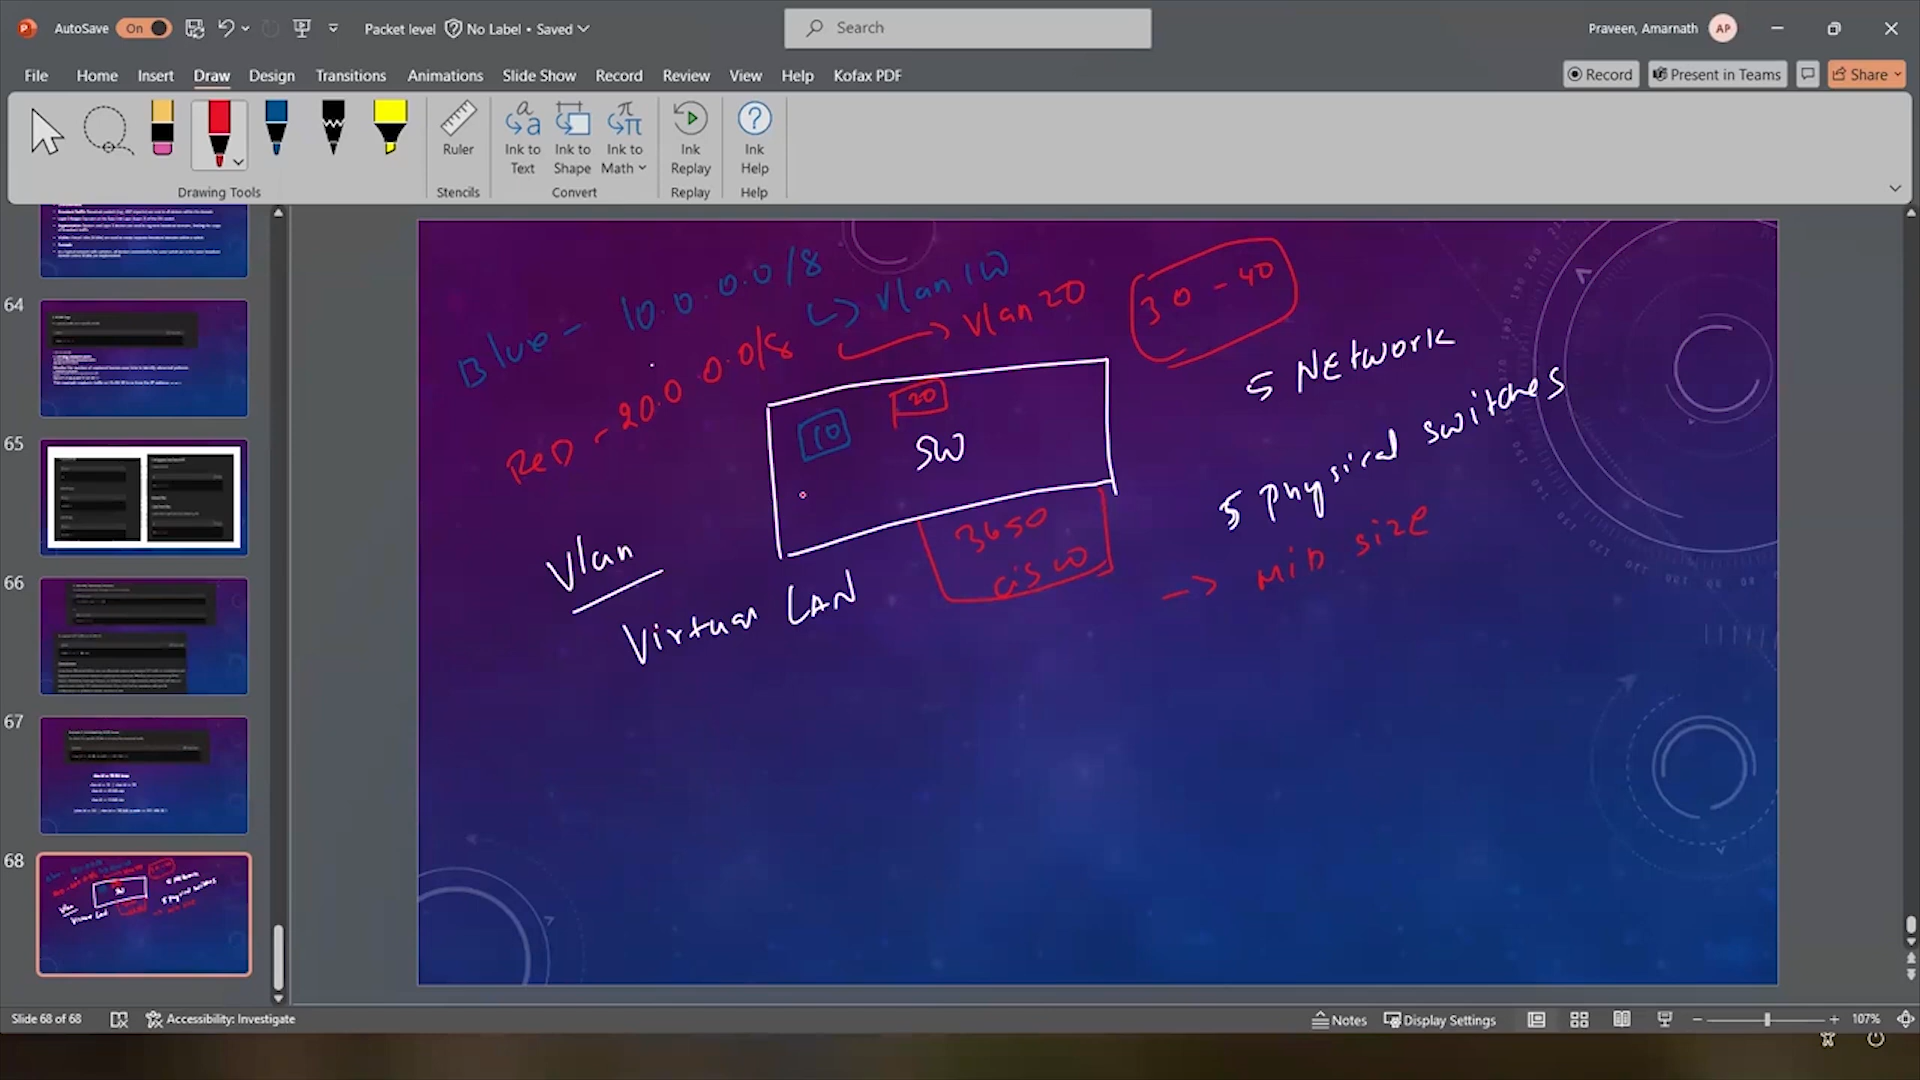 AutoSave On Packet level No Label • Saved Search Praveen, Amarnath AP
File Home Insert Draw Design Transitions Animations Slide Show Record Review View Help Kofax PDF Record Present in Teams Share
Ruler
Ink to Text
Ink to Shape
Ink to Math
Ink Replay
Ink Help
Drawing Tools Stencils Convert Replay Help
64
65
66
67
68
Blue - 10.0.0.0/8
↳ Vlan 10
RED - 20.0.0.0/8 → Vlan 20
30 - 40
10
20
SW
5 NETwork
5 Physical switches
3650
cisco
→ MID size
Vlan
Virtual LAN
Slide 68 of 68 Accessibility: Investigate Notes Display Settings 107%